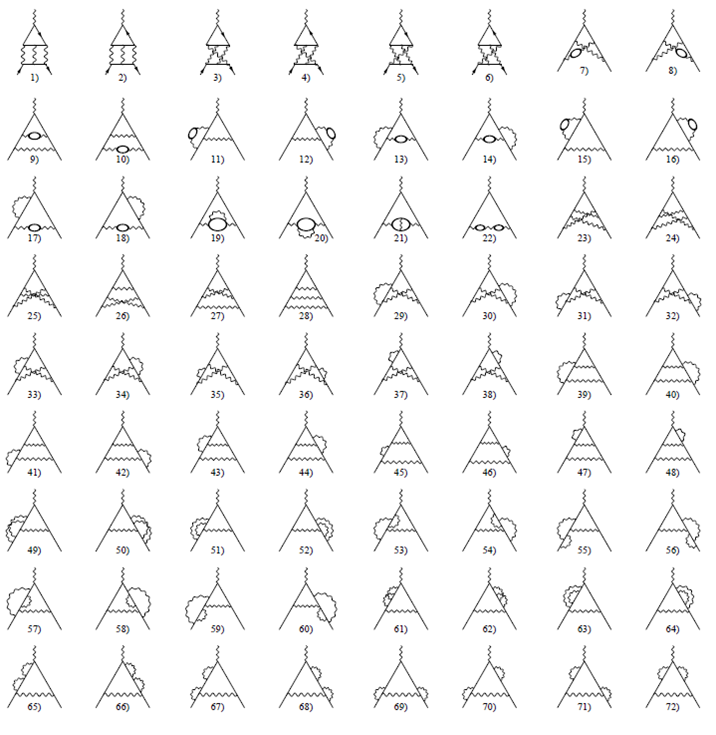 1) 2) 3) 4) 5) 6) 7) 8)
9) 10) 11) 12) 13) 14) 15) 16)
17) 18) 19) 20) 21) 22) 23) 24)
25) 26) 27) 28) 29) 30) 31) 32)
33) 34) 35) 36) 37) 38) 39) 40)
41) 42) 43) 44) 45) 46) 47) 48)
49) 50) 51) 52) 53) 54) 55) 56)
57) 58) 59) 60) 61) 62) 63) 64)
65) 66) 67) 68) 69) 70) 71) 72)